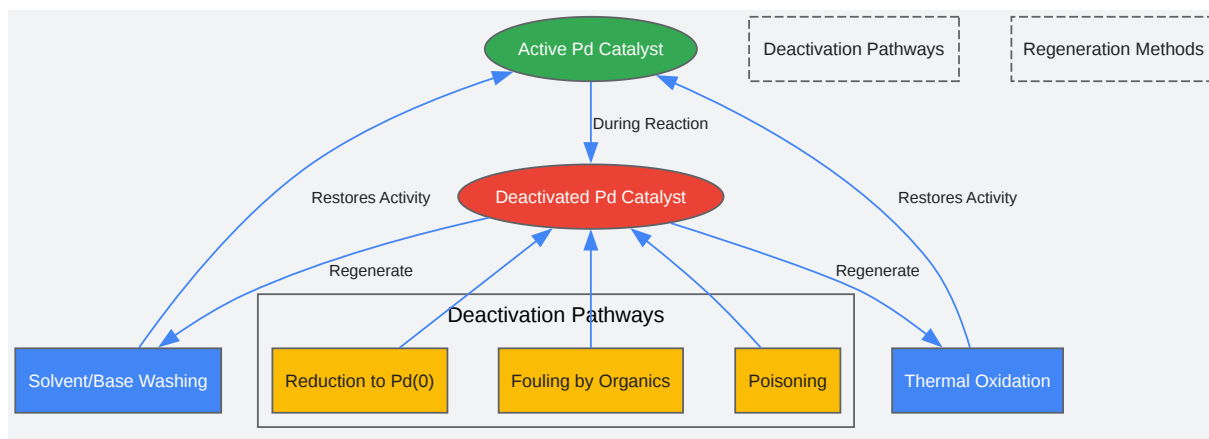 Active Pd Catalyst
Deactivation Pathways
Regeneration Methods
During Reaction
Deactivated Pd Catalyst
Restores Activity
Restores Activity
Regenerate
Regenerate
Deactivation Pathways
Solvent/Base Washing
Reduction to Pd(0)
Fouling by Organics
Poisoning
Thermal Oxidation